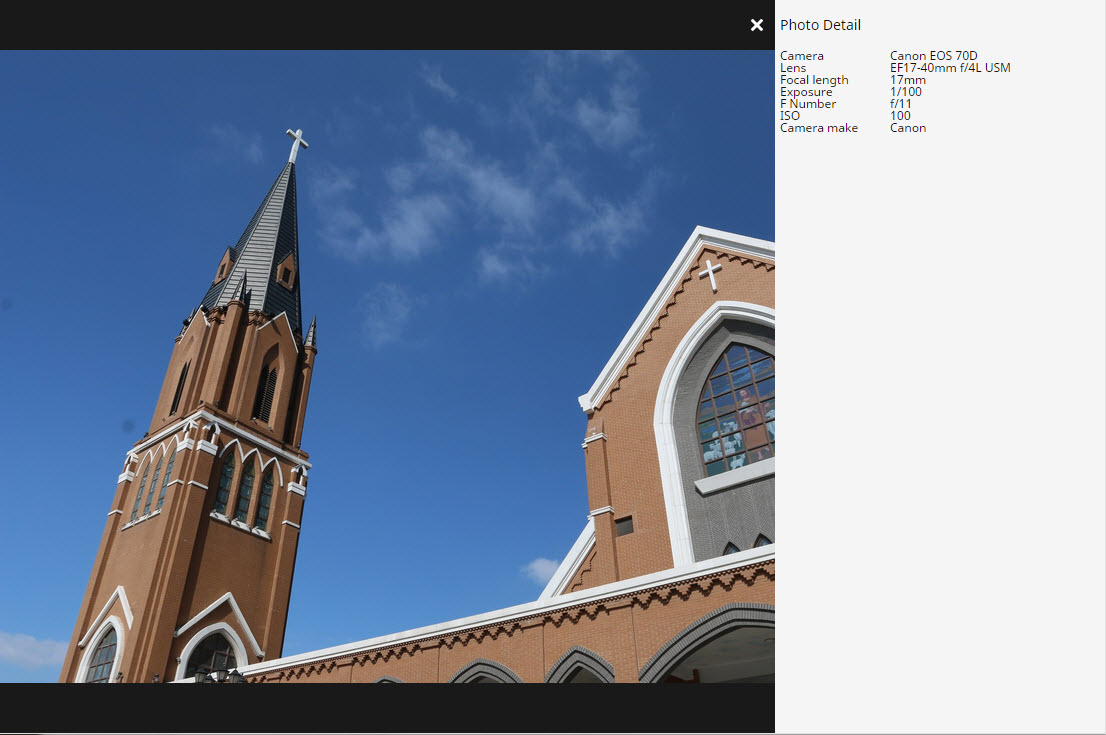 Photo Detail
Camera Canon EOS 70D
Lens EF17-40mm f/4L USM
Focal length 17mm
Exposure 1/100
F Number f/11
ISO 100
Camera make Canon